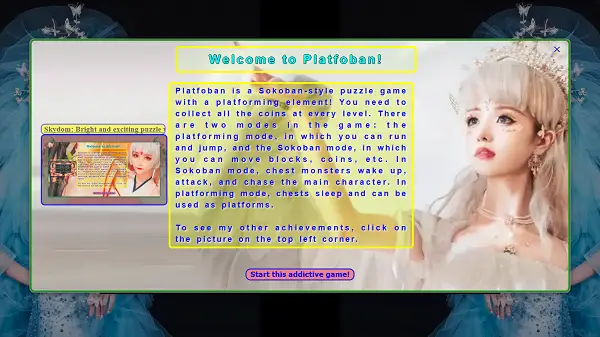 Welcome to Platfoban!
Skydom: Bright and exciting puzzle
Platfoban is a Sokoban-style puzzle game
with a platforming element! You need to
collect all the coins at every level. There
are two modes in the game: the
platforming mode, in which you can run
and jump, and the Sokoban mode, in which
you can move blocks, coins, etc. In
Sokoban mode, chest monsters wake up,
attack, and chase the main character. In
platforming mode, chests sleep and can be
used as platforms.
To see my other achievements, click on
the picture on the top left corner.
Start this addictive game!